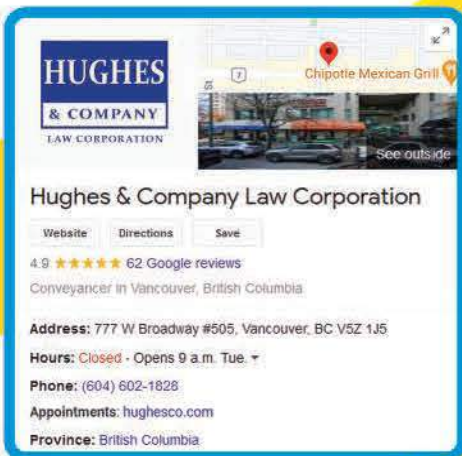 HUGHES
& COMPANY
LAW CORPORATION
St
7
Chipotle Mexican Grill
See outside
Hughes & Company Law Corporation
Website Directions Save
4.9 ★★★★★ 62 Google reviews
Conveyancer in Vancouver, British Columbia
Address: 777 W Broadway #505, Vancouver, BC V5Z 1J5
Hours: Closed - Opens 9 a.m. Tue.
Phone: (604) 602-1828
Appointments: hughesco.com
Province: British Columbia